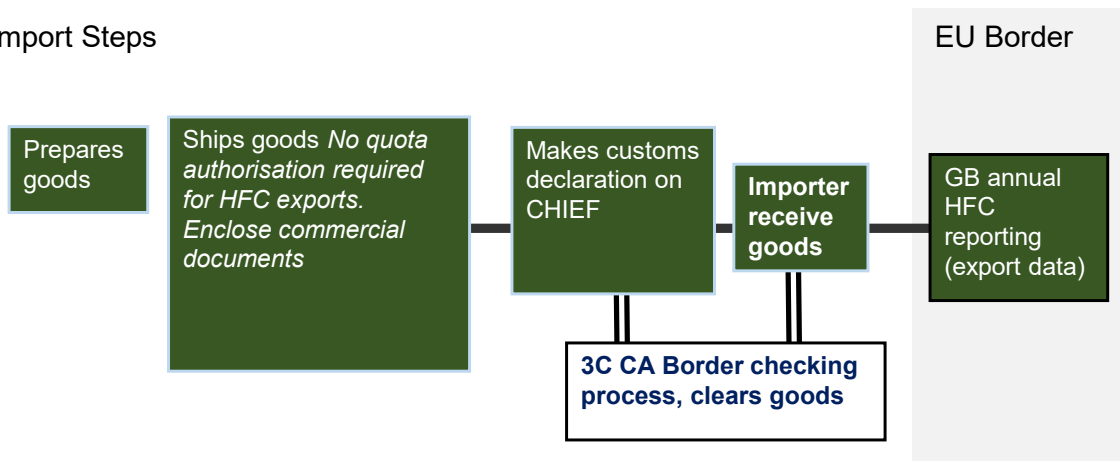 mport Steps
EU Border
Prepares
goods
Ships goods No quota
authorisation required
for HFC exports.
Enclose commercial
documents
Makes customs
declaration on
CHIEF
Importer
receive
goods
GB annual
HFC
reporting
(export data)
3C CA Border checking
process, clears goods